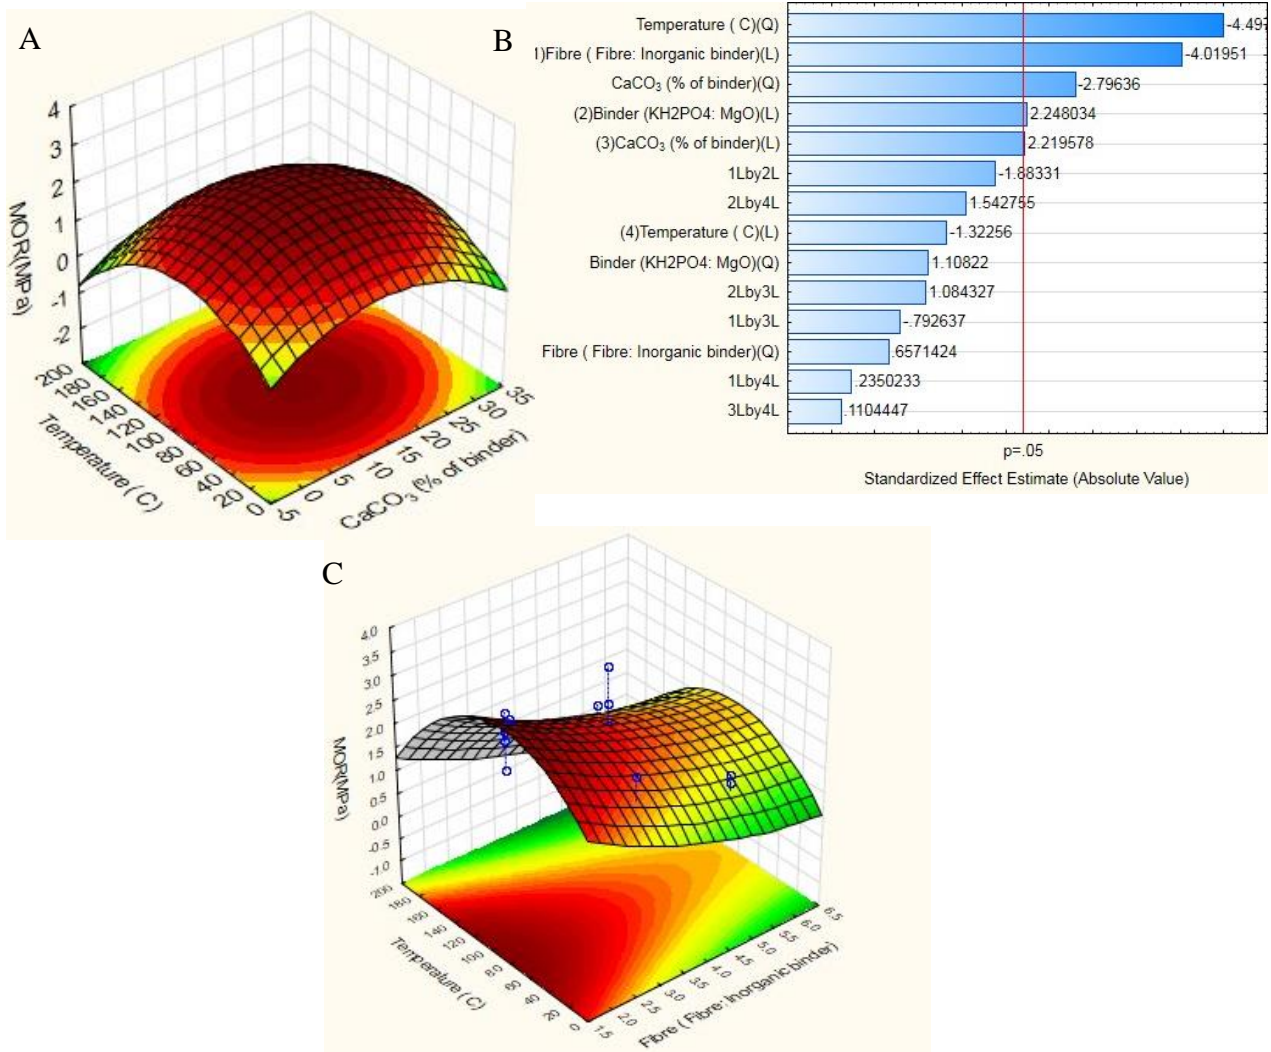 A
4
3
2
1
0
-1
-2
MOR(MPa)
200
180
160
140
120
100
80
60
40
20
0
Temperature ( C)
-5
0
5
10
15
20
25
30
35
CaCO₃ (% of binder)
B
Temperature ( C)(Q) -4.497
)Fibre ( Fibre: Inorganic binder)(L) -4.01951
CaCO₃ (% of binder)(Q) -2.79636
(2)Binder (KH2PO4: MgO)(L) 2.248034
(3)CaCO₃ (% of binder)(L) 2.219578
1Lby2L -1.88331
2Lby4L 1.542755
(4)Temperature ( C)(L) -1.32256
Binder (KH2PO4: MgO)(Q) 1.10822
2Lby3L 1.084327
1Lby3L -.792637
Fibre ( Fibre: Inorganic binder)(Q) .6571424
1Lby4L .2350233
3Lby4L .1104447
p=.05
Standardized Effect Estimate (Absolute Value)
C
4.0
3.5
3.0
2.5
2.0
1.5
1.0
0.5
0.0
-0.5
-1.0
MOR(MPa)
200
180
160
140
120
100
80
60
40
20
0
Temperature ( C)
1.5
2.0
2.5
3.0
3.5
4.0
4.5
5.0
5.5
6.0
6.5
Fibre ( Fibre: Inorganic binder)